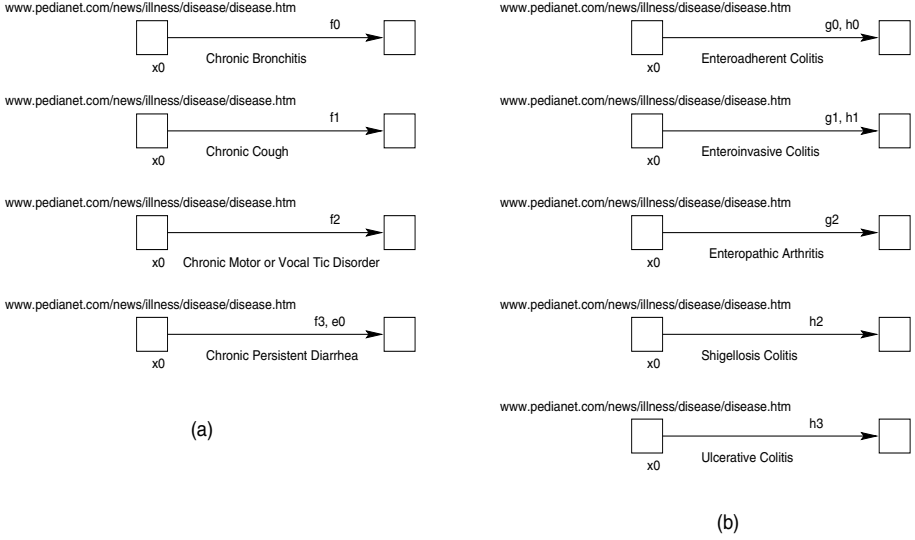 www.pedianet.com/news/illness/disease/disease.htm
f0
x0
Chronic Bronchitis
www.pedianet.com/news/illness/disease/disease.htm
f1
x0
Chronic Cough
www.pedianet.com/news/illness/disease/disease.htm
f2
x0
Chronic Motor or Vocal Tic Disorder
www.pedianet.com/news/illness/disease/disease.htm
f3, e0
x0
Chronic Persistent Diarrhea
(a)
www.pedianet.com/news/illness/disease/disease.htm
g0, h0
x0
Enteroadherent Colitis
www.pedianet.com/news/illness/disease/disease.htm
g1, h1
x0
Enteroinvasive Colitis
www.pedianet.com/news/illness/disease/disease.htm
g2
x0
Enteropathic Arthritis
www.pedianet.com/news/illness/disease/disease.htm
h2
x0
Shigellosis Colitis
www.pedianet.com/news/illness/disease/disease.htm
h3
x0
Ulcerative Colitis
(b)